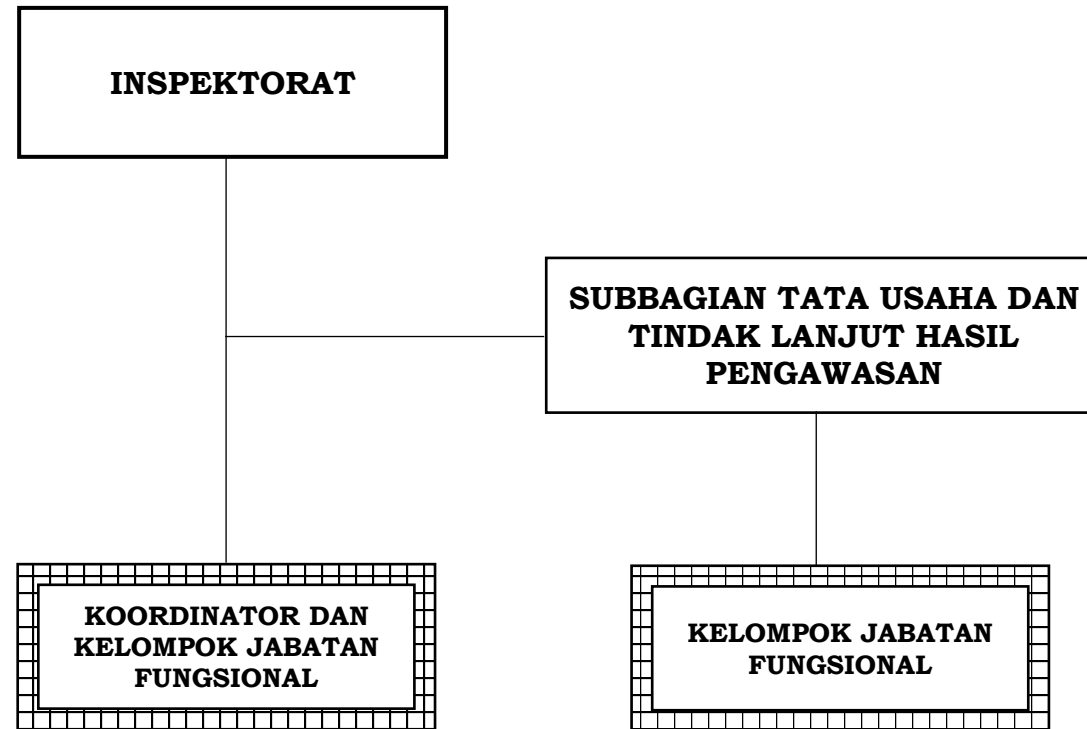 INSPEKTORAT
SUBBAGIAN TATA USAHA DAN
TINDAK LANJUT HASIL
PENGAWASAN
KOORDINATOR DAN
KELOMPOK JABATAN
FUNGSIONAL
KELOMPOK JABATAN
FUNGSIONAL